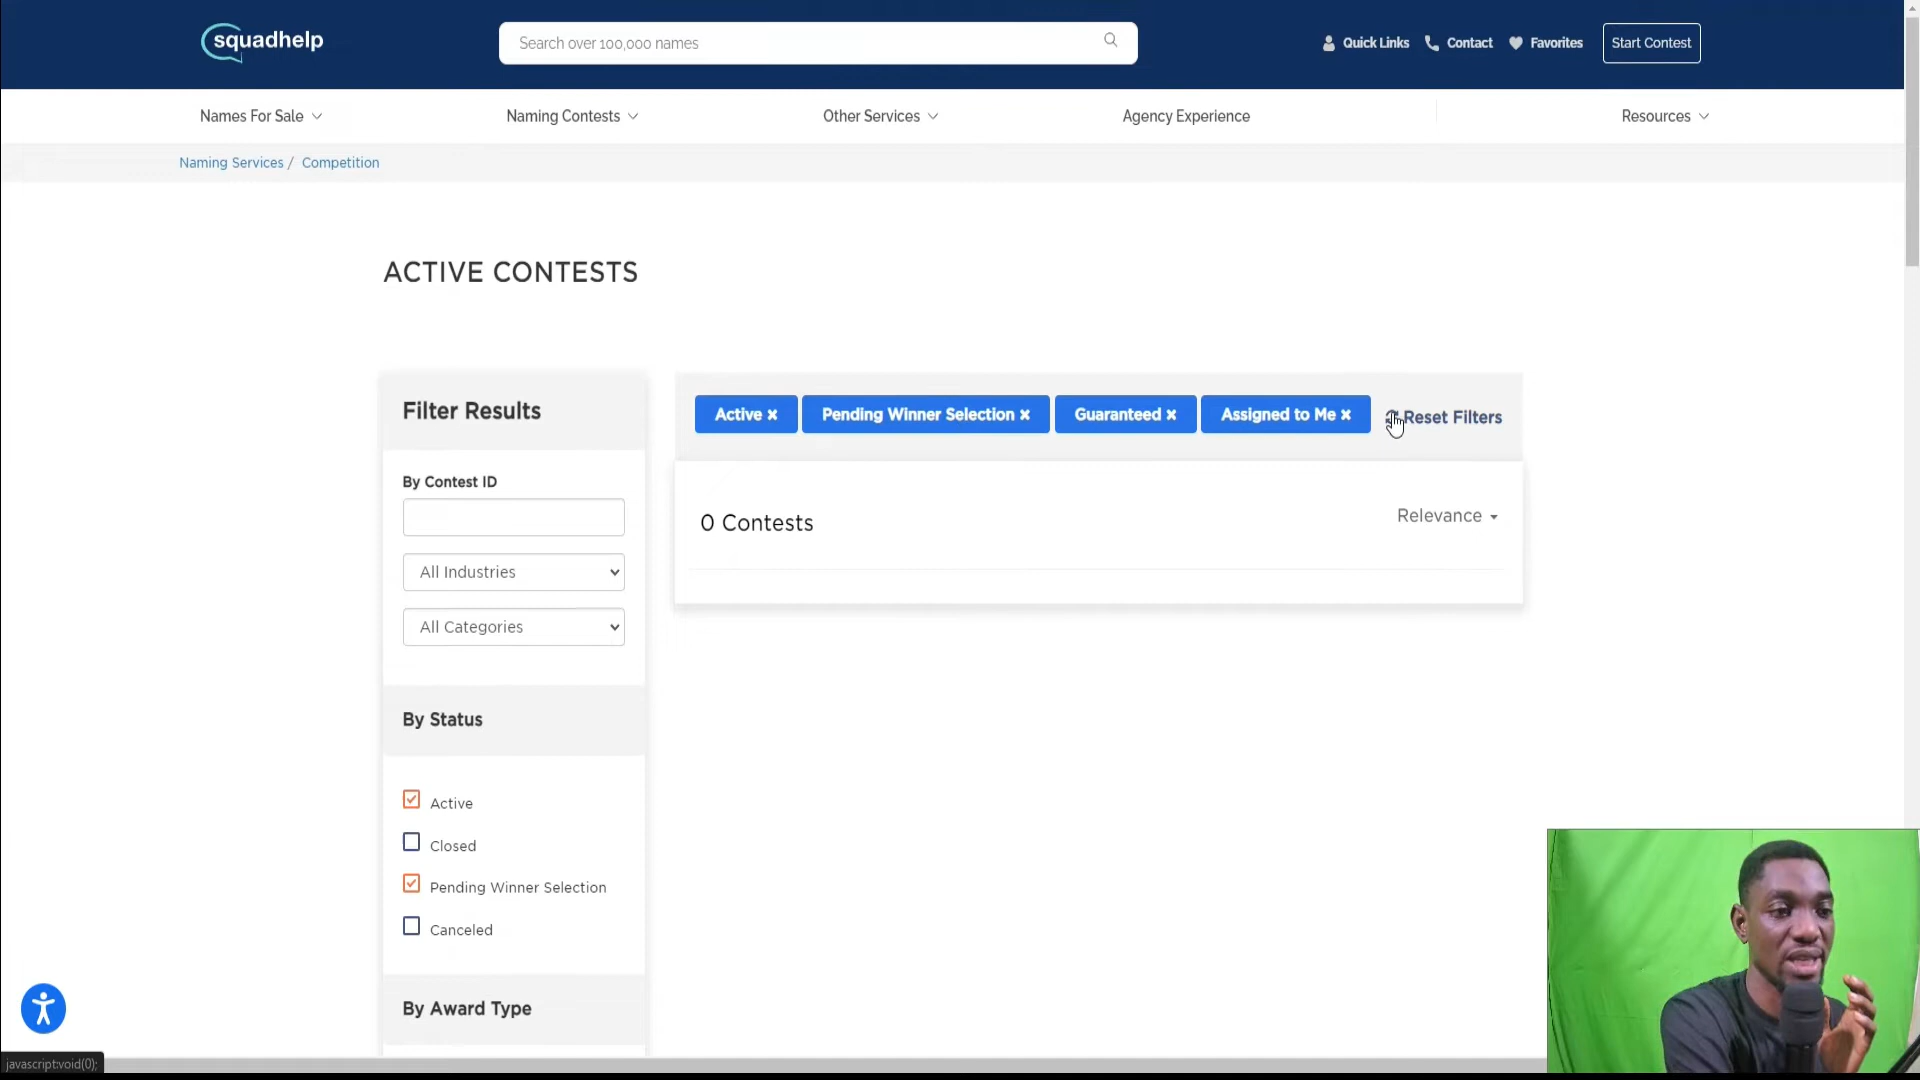 squadhelp
Search over 100,000 names
Quick Links
Contact
Favorites
Start Contest
Names For Sale
Naming Contests
Other Services
Agency Experience
Resources
Naming Services / Competition
ACTIVE CONTESTS
Filter Results
Active ×
Pending Winner Selection ×
Guaranteed ×
Assigned to Me ×
Reset Filters
By Contest ID
0 Contests
Relevance
All Industries
All Categories
By Status
Active
Closed
Pending Winner Selection
Canceled
By Award Type
javascript:void(0);